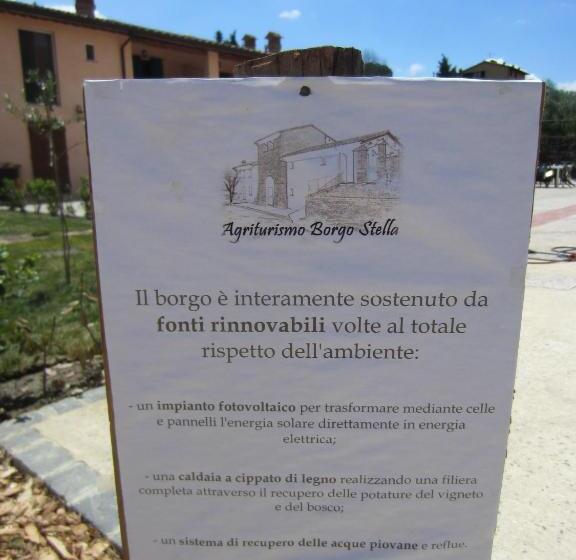 Agriturismo Borgo Stella
Il borgo è interamente sostenuto da
fonti rinnovabili volte al totale
rispetto dell'ambiente:
- un impianto fotovoltaico per trasformare mediante celle
e pannelli l'energia solare direttamente in energia
elettrica;
- una caldaia a cippato di legno realizzando una filiera
completa attraverso il recupero delle potature del vigneto
e del bosco;
- un sistema di recupero delle acque piovane e reflue.